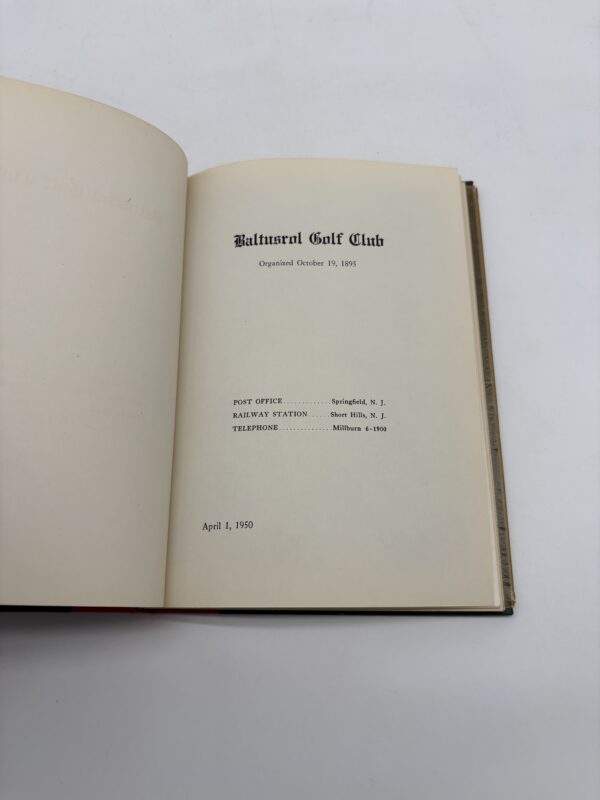 Baltusrol Golf Club
Organized October 19, 1895
POST OFFICE............Springfield, N. J.
RAILWAY STATION......Short Hills, N. J.
TELEPHONE...............Millburn 6-1900
April 1, 1950